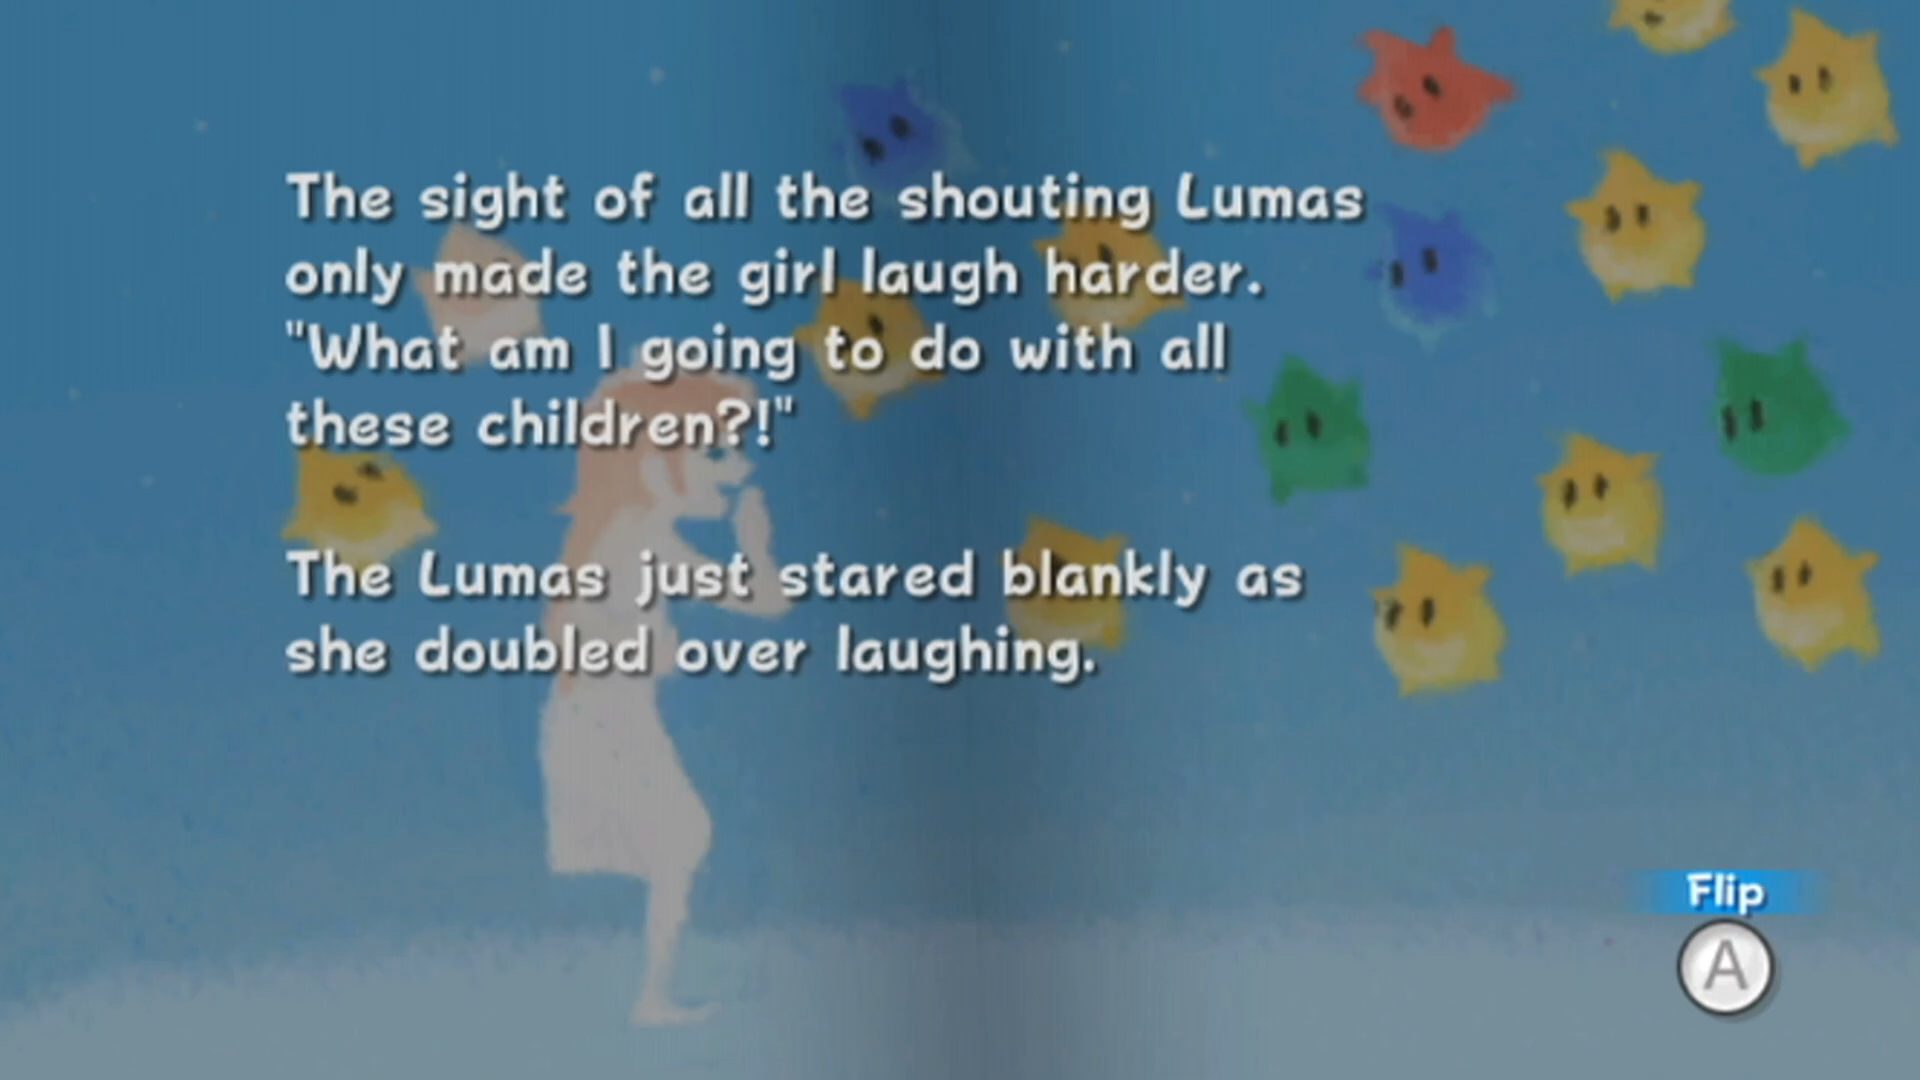 The sight of all the shouting Lumas
only made the girl laugh harder.
"What am I going to do with all
these children?!"
The Lumas just stared blankly as
she doubled over laughing.
Flip
A